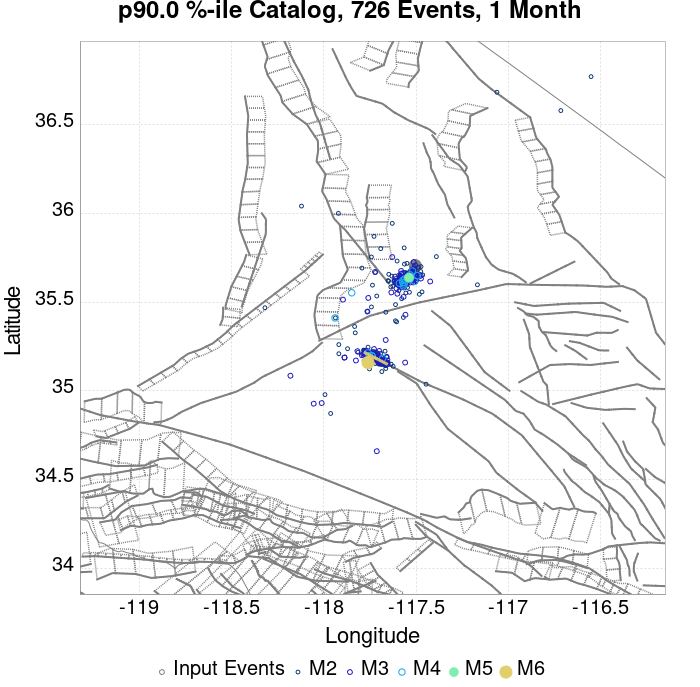 p90.0 %-ile Catalog, 726 Events, 1 Month
36.5
36
35.5
35
34.5
34
Latitude
-119 -118.5 -118 -117.5 -117 -116.5
Longitude
Input Events M2 M3 M4 M5 M6